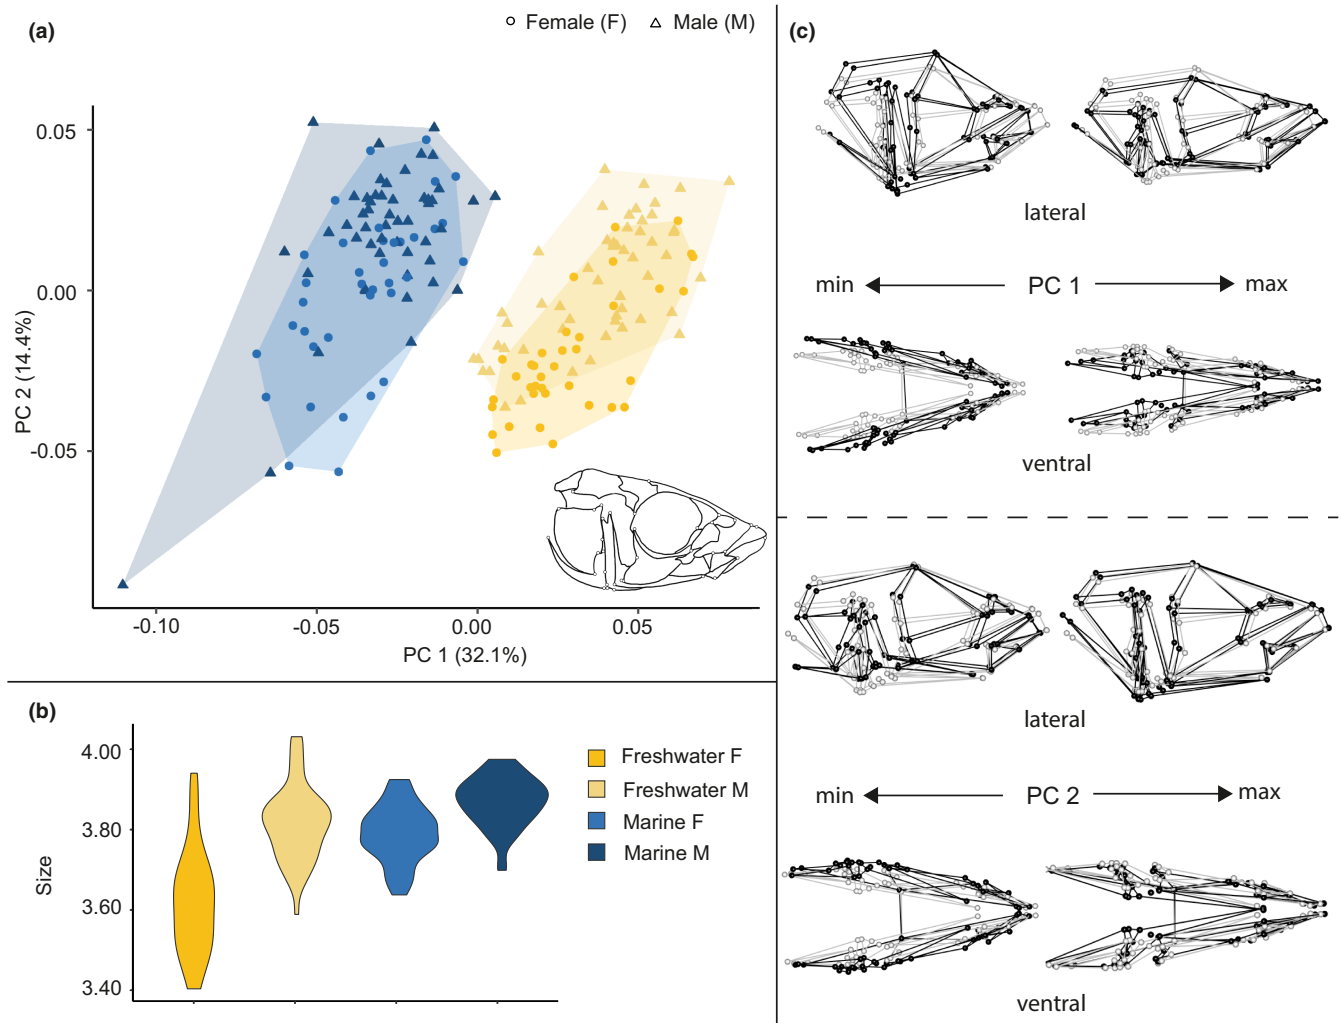 (a)
Female (F)
Male (M)
0.05
0.00
-0.05
PC 2 (14.4%)
-0.10
-0.05
0.00
0.05
PC 1 (32.1%)
(b)
4.00
3.80
3.60
3.40
Size
Freshwater F
Freshwater M
Marine F
Marine M
(c)
lateral
min
PC 1
max
ventral
lateral
min
PC 2
max
ventral